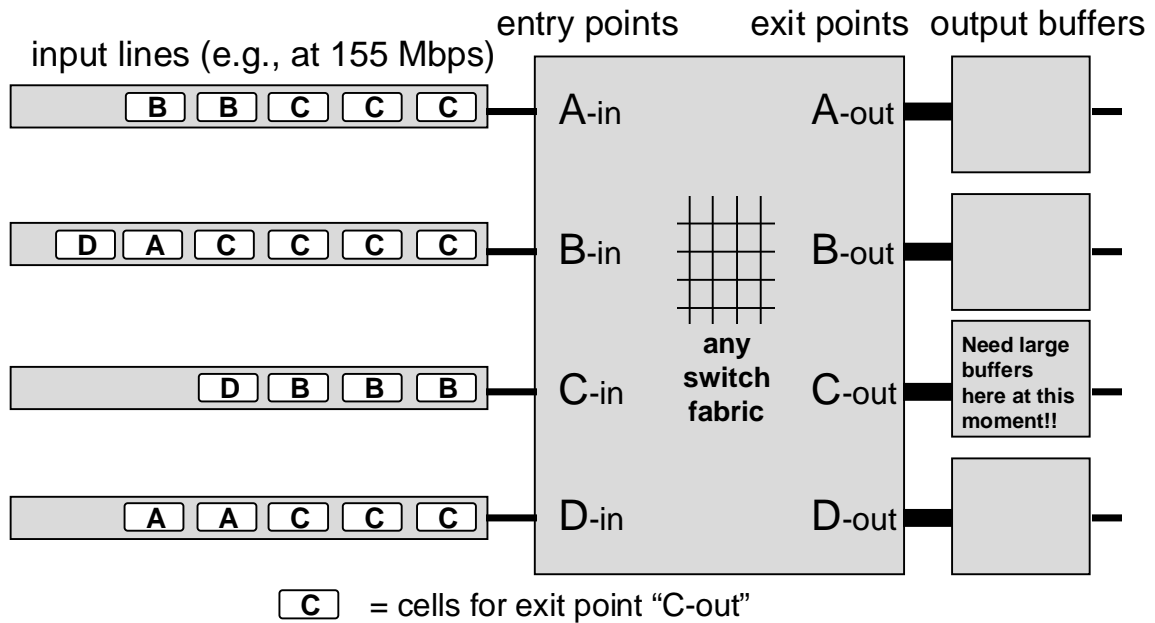 entry points exit points output buffers
input lines (e.g., at 155 Mbps)
B B C C C
A-in
A-out
D A C C C C
B-in
B-out
any
switch
fabric
D B B B
C-in
C-out
Need large
buffers
here at this
moment!!
A A C C C
D-in
D-out
C = cells for exit point “C-out”